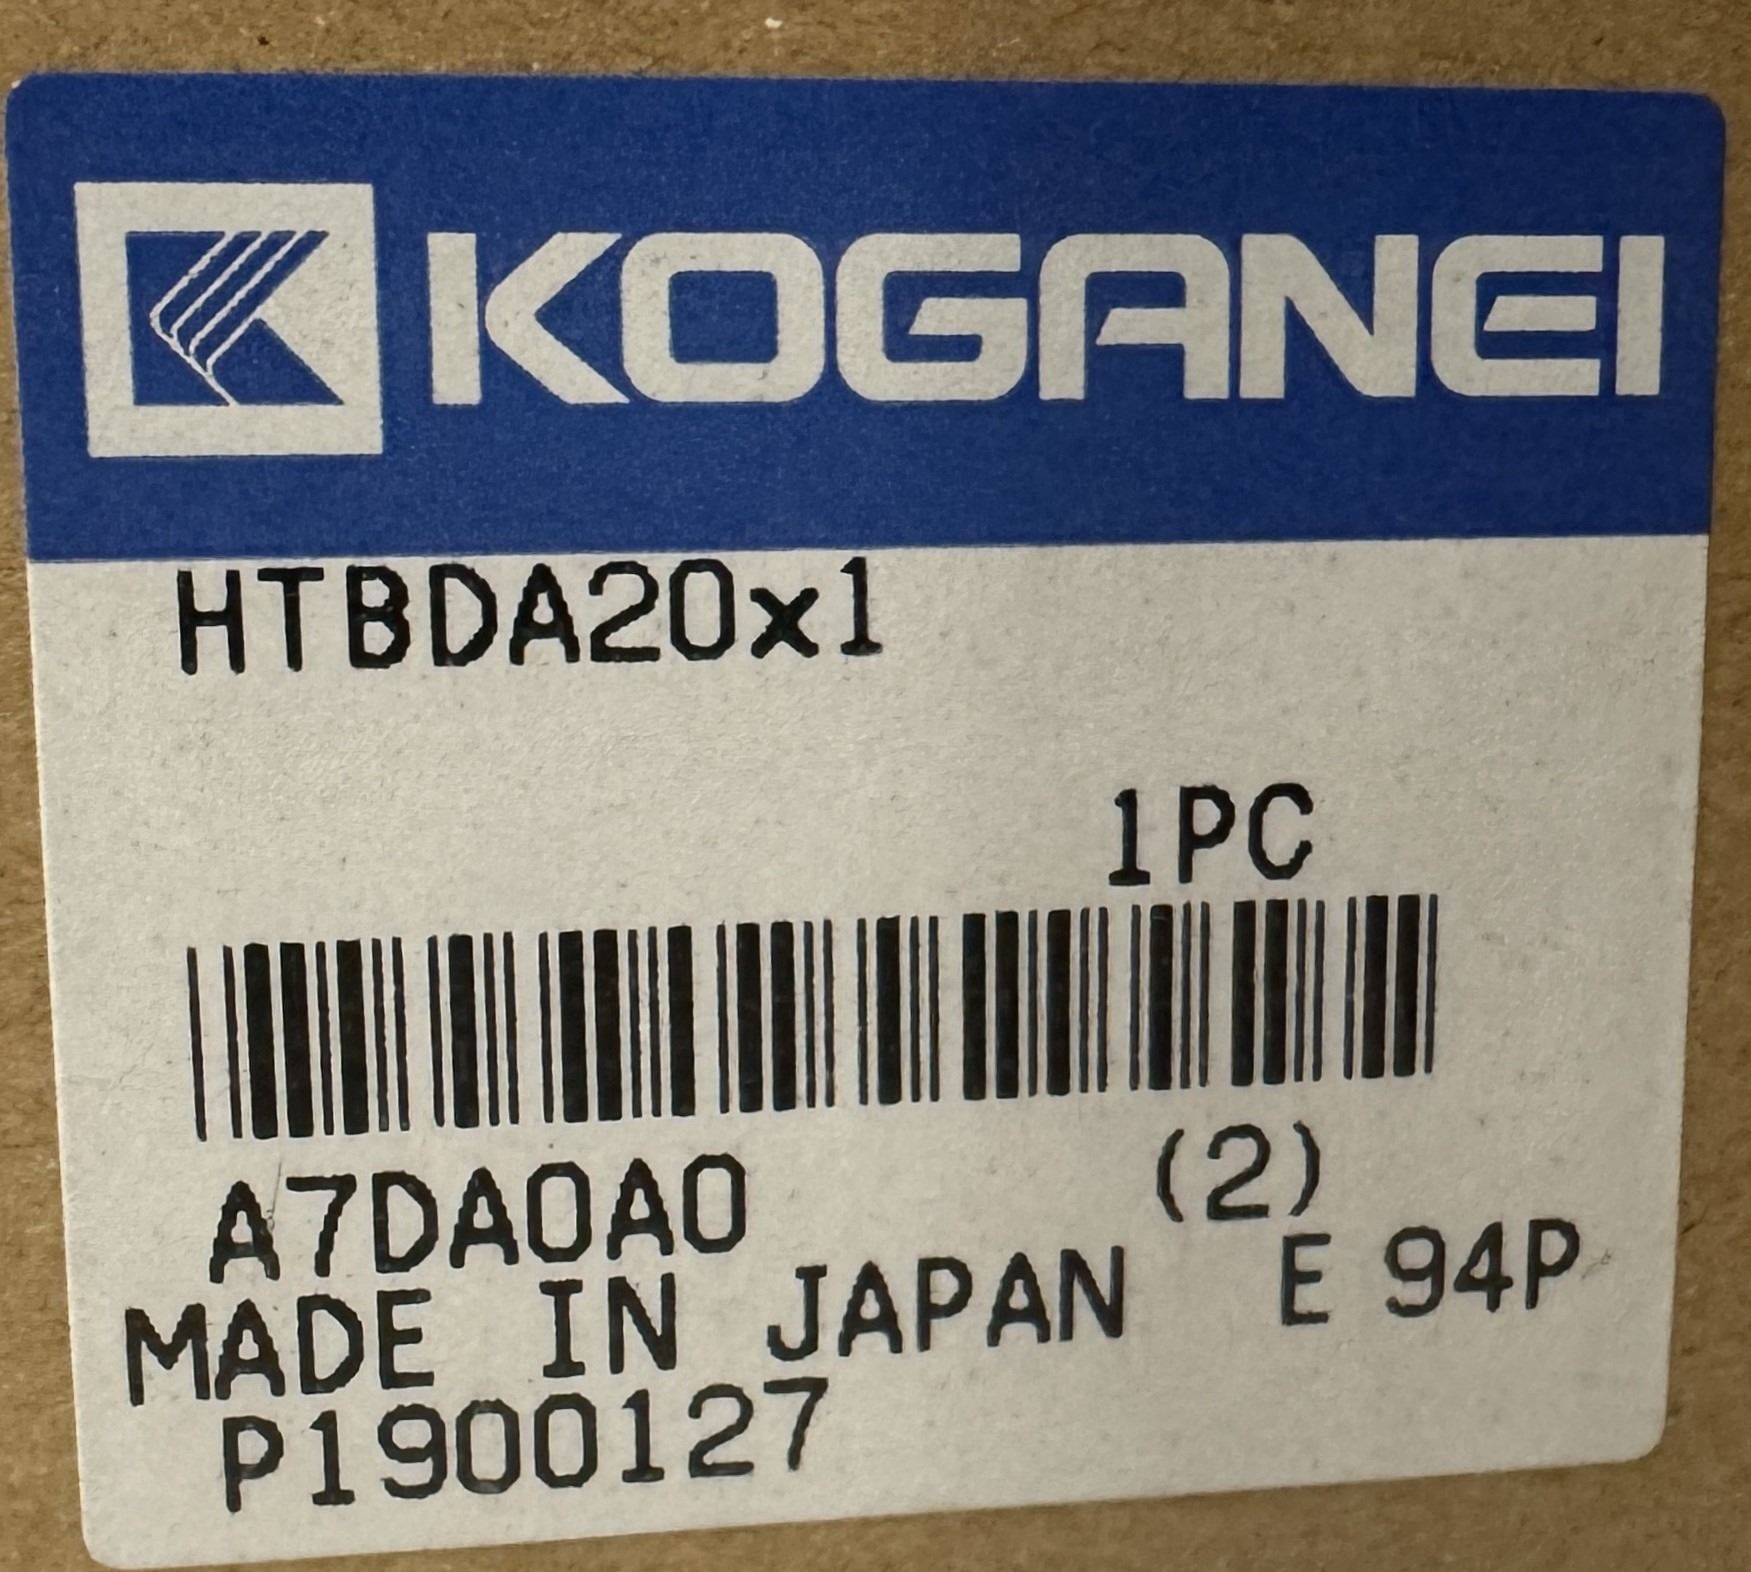 KOGANEI
HTBDA20x1
1PC
A7DA0A0 (2)
MADE IN JAPAN E 94P
P1900127